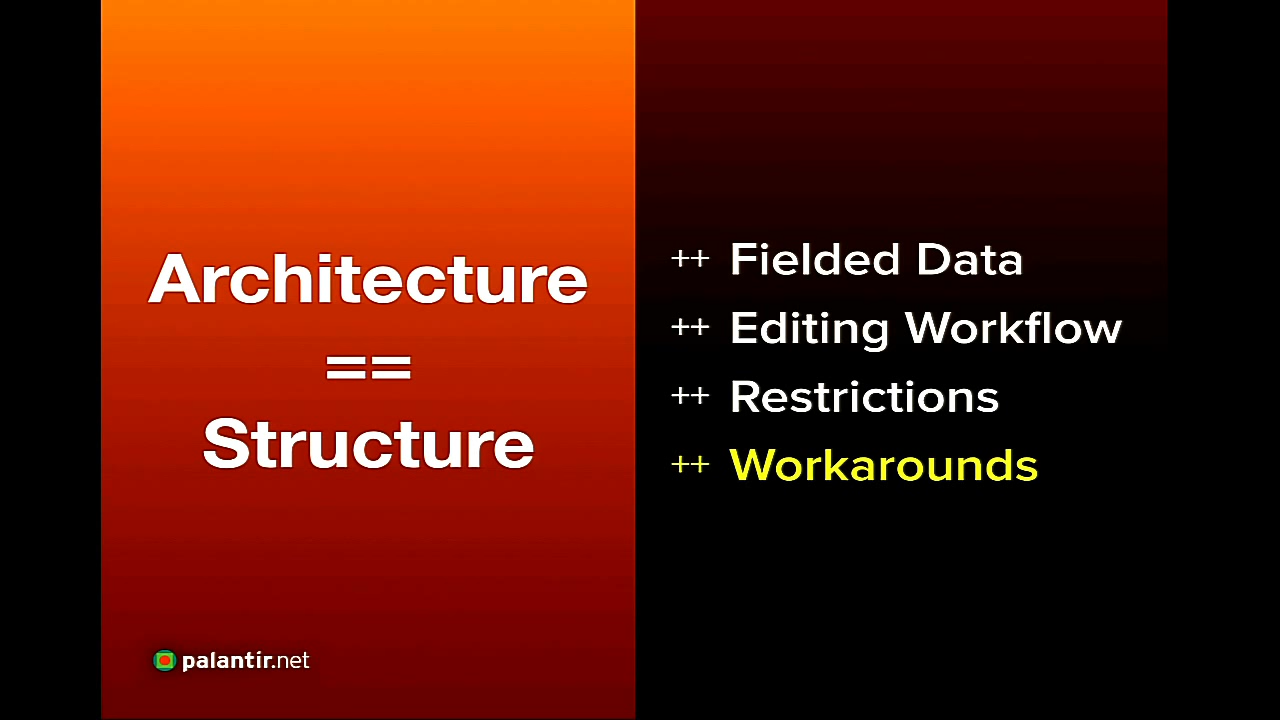 Architecture
==
Structure
++ Fielded Data
++ Editing Workflow
++ Restrictions
++ Workarounds
palantir.net